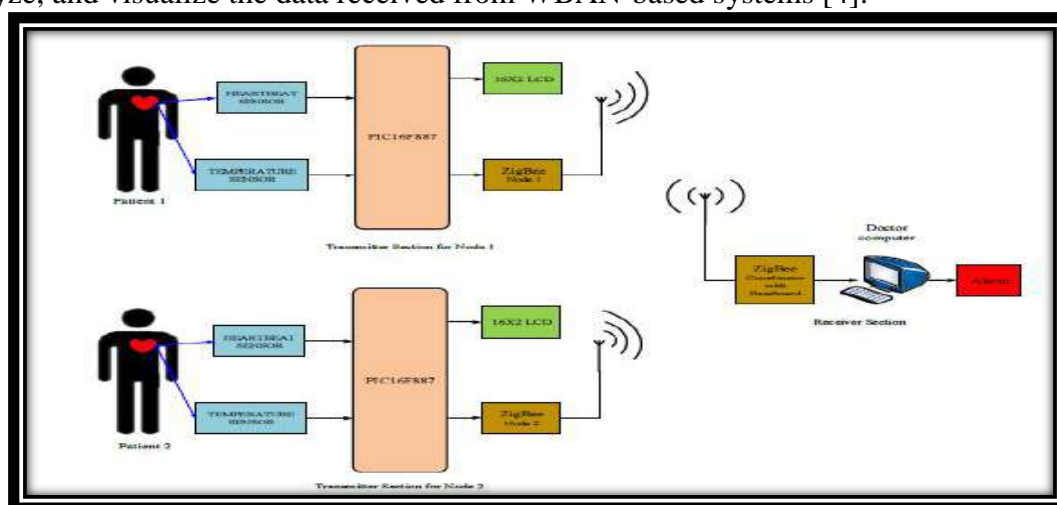 yze, and visualize the data received from WBAN-based systems [4].
HEARTBEAT
SENSOR
TEMPERATURE
SENSOR
Patient 1
PIC16F887
16X2 LCD
ZigBee
Node 1
Transmitter Section for Node 1
HEARTBEAT
SENSOR
TEMPERATURE
SENSOR
Patient 2
PIC16F887
16X2 LCD
ZigBee
Node 2
Transmitter Section for Node 2
ZigBee
Coordinator
with
Doctor
computer
Alarm
Receiver Section